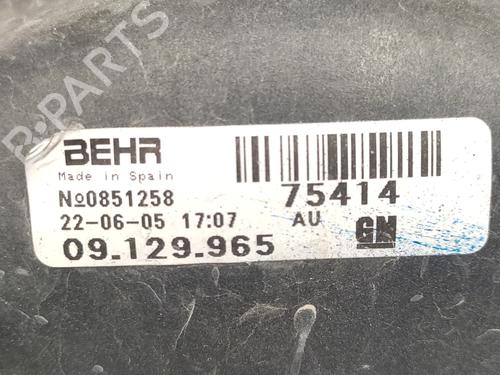 B-PARTS
BEHR
Made in Spain
№0851258
75414
22-06-05 17:07
AU
09.129.965
GM